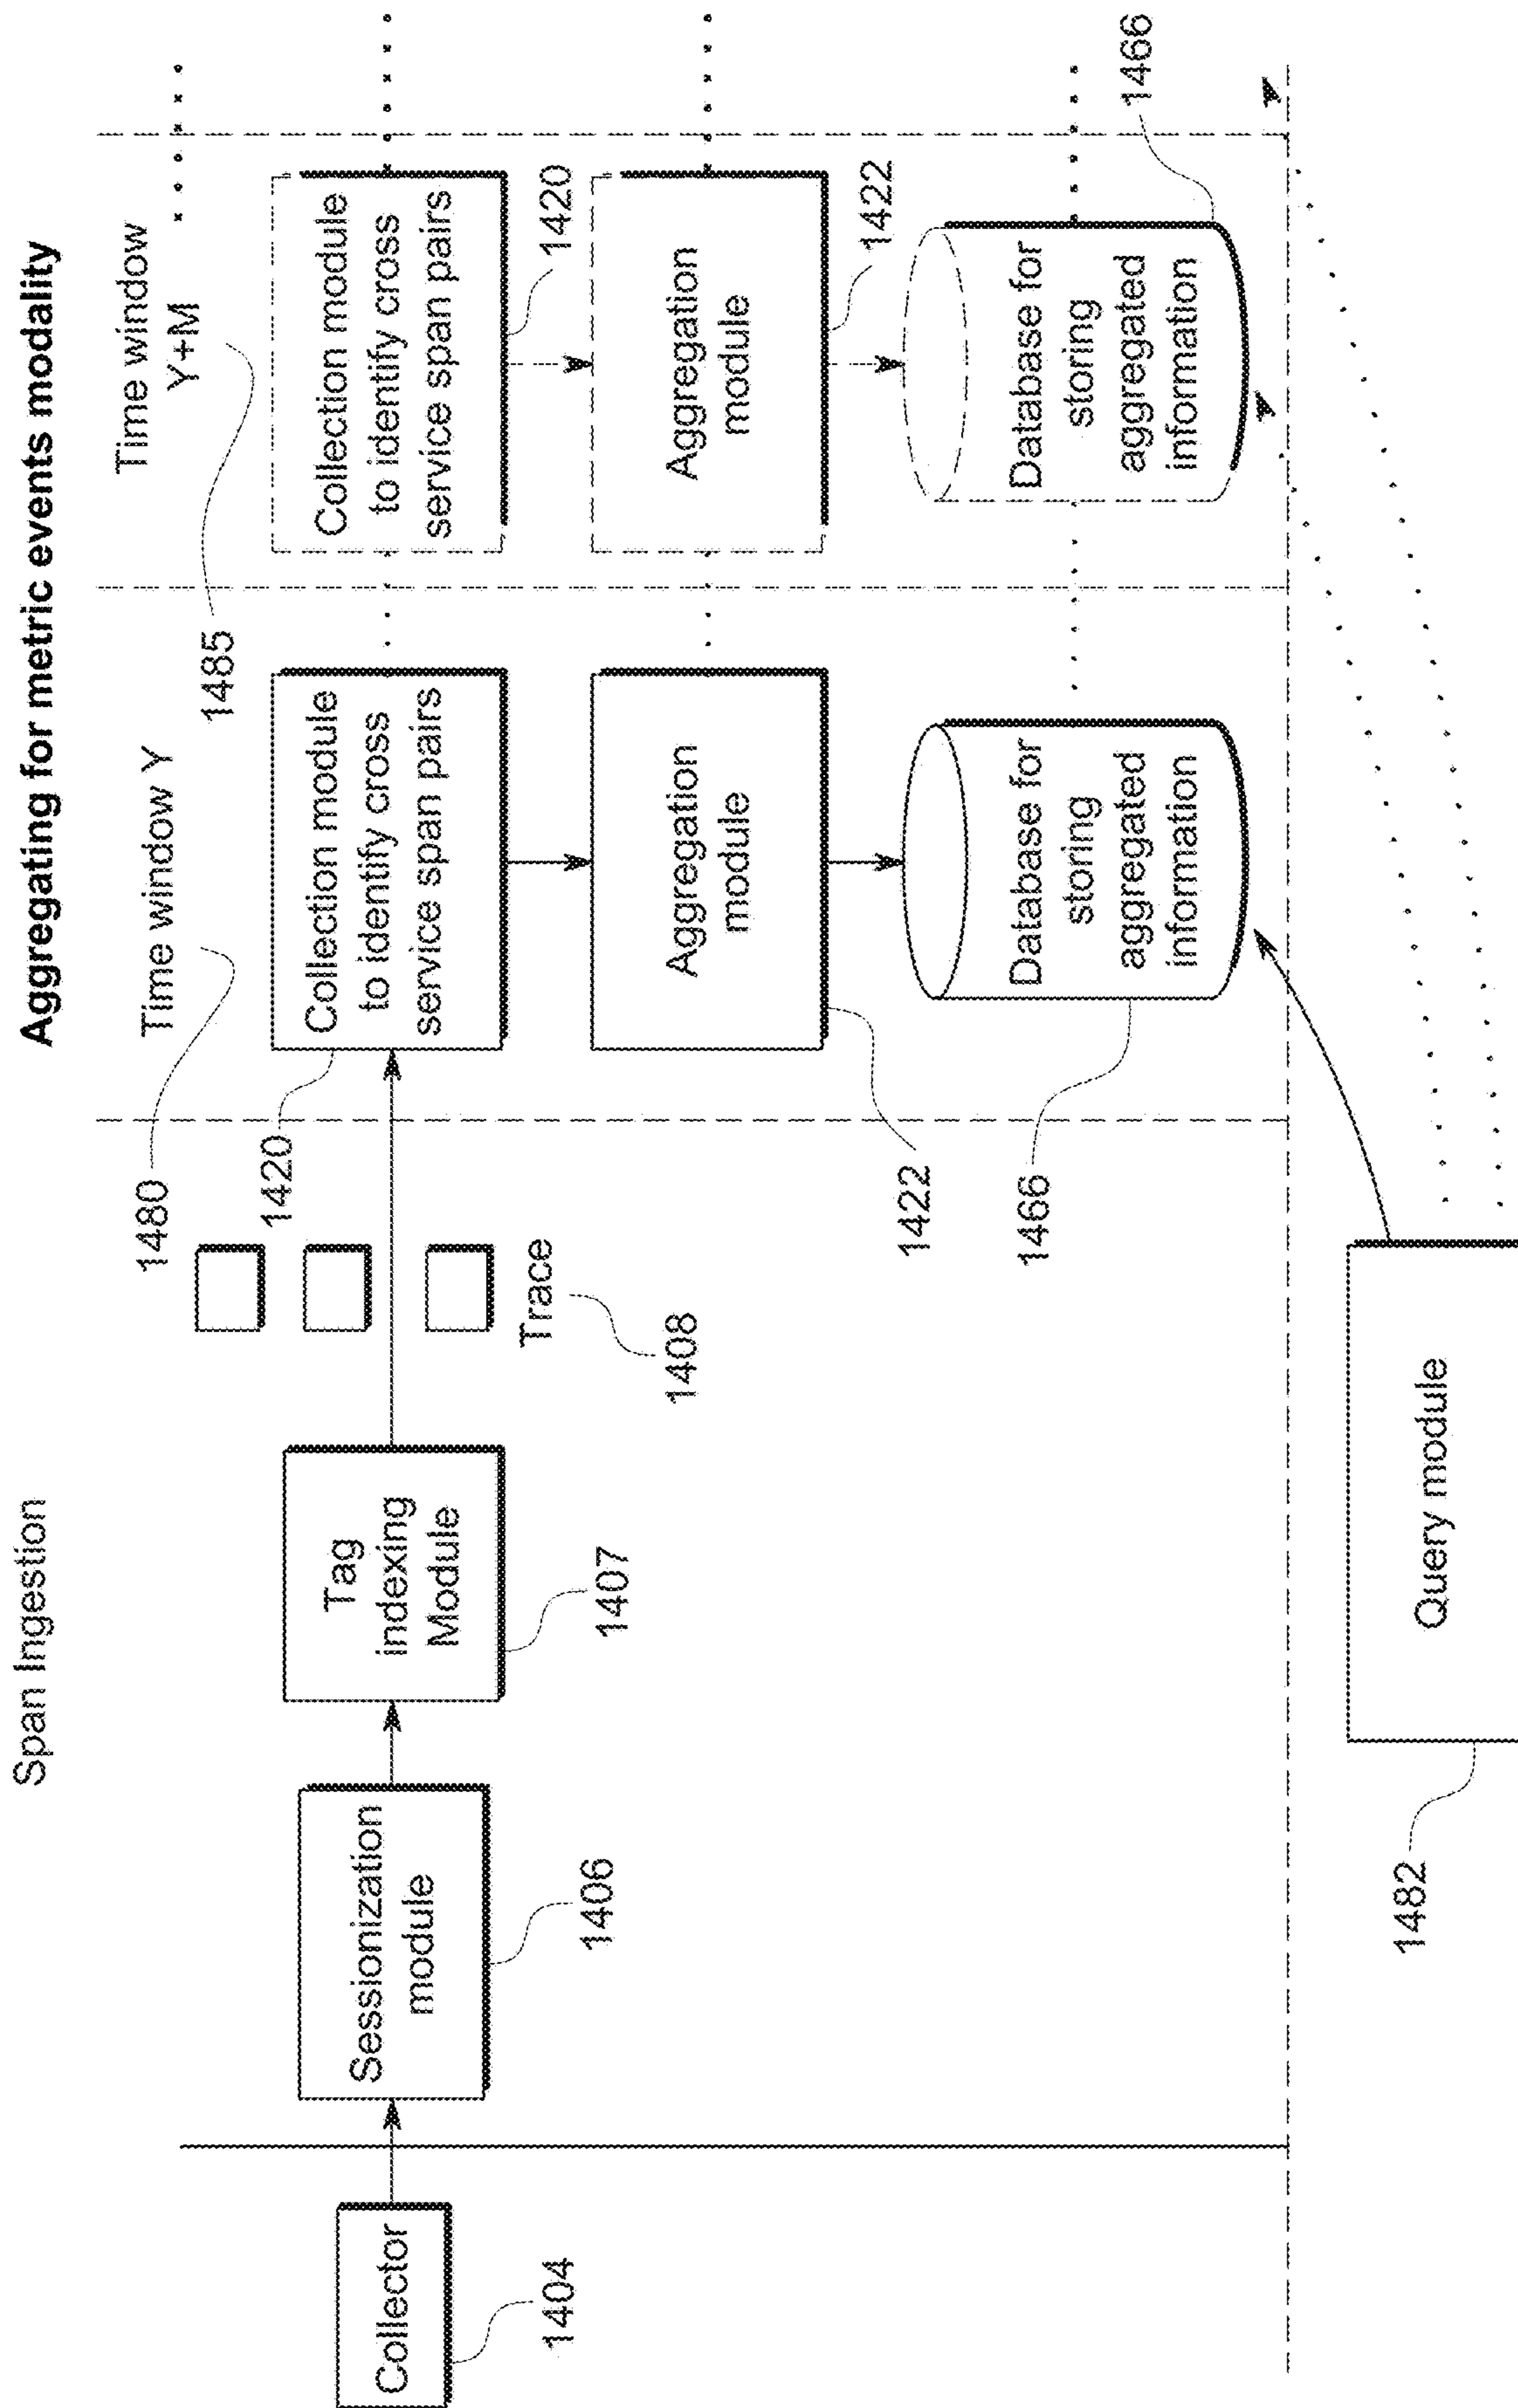 Span Ingestion
Aggregating for metric events modality
Collector
1404
Sessionization
module
1406
Tag
indexing
Module
1407
Trace
1408
Time window Y
1480
Collection module
to identify cross
service span pairs
1420
Aggregation
module
1422
Database for
storing
aggregated
information
1466
Time window
Y+M
1485
Collection module
to identify cross
service span pairs
1420
Aggregation
module
1422
Database for
storing
aggregated
information
1466
Query module
1482